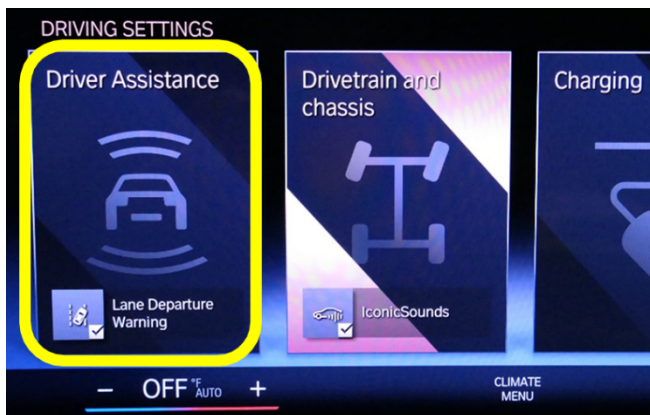 DRIVING SETTINGS
Driver Assistance
Lane Departure
Warning
Drivetrain and
chassis
IconicSounds
Charging
− OFF °F AUTO +
CLIMATE
MENU